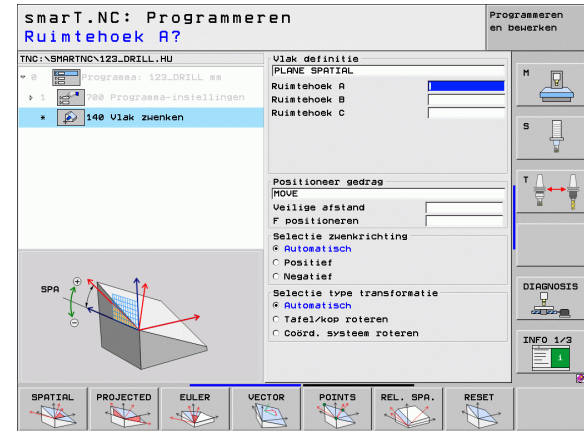 smarT.NC: Programmeren
Ruimtehoek A?
Programmeren
en bewerken
TNC:\SMARTNC\123_DRILL.HU
0 Programma: 123_DRILL mm
1 700 Programma-instellingen
* 140 Vlak zwenken
Vlak definitie
PLANE SPATIAL
Ruimtehoek A
Ruimtehoek B
Ruimtehoek C
Positioneer gedrag
MOVE
Veilige afstand
F positioneren
Selectie zwenkrichting
Automatisch
Positief
Negatief
Selectie type transformatie
Automatisch
Tafel/kop roteren
Coörd. systeem roteren
SPA
M
S
T
DIAGNOSIS
INFO 1/3
SPATIAL
PROJECTED
EULER
VECTOR
POINTS
REL. SPA.
RESET